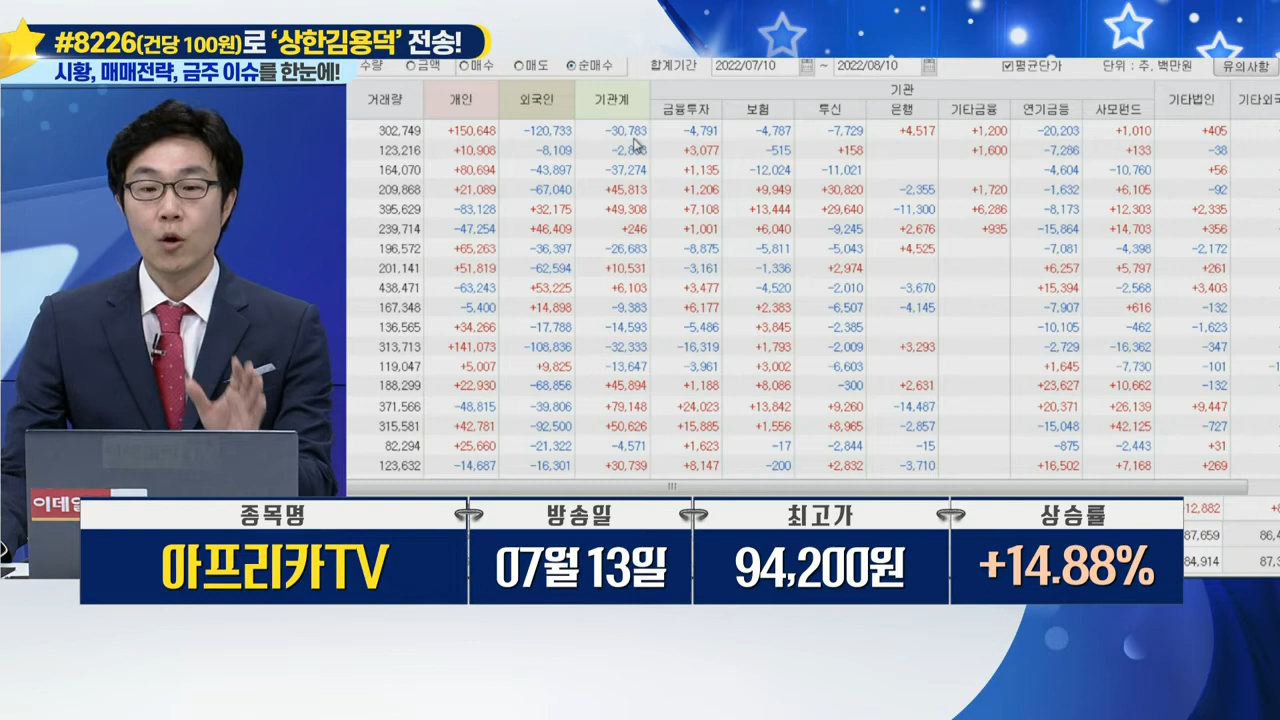 #8226(건당 100원)로 '상한김용덕' 전송!
시황, 매매전략, 금주 이슈를 한눈에!
수량 금액 매수 매도 순매수 합계기간 2022/07/10 ~ 2022/08/10 평균단가 단위 : 주, 백만원 유의사항
거래량 개인 외국인 기관계 기관 기타법인 기타외국
금융투자 보험 투신 은행 기타금융 연기금등 사모펀드
302,749 +150,648 -120,733 -30,783 -4,791 -4,787 -7,729 +4,517 +1,200 -20,203 +1,010 +405
123,216 +10,908 -8,109 +3,077 -515 +158 +1,600 -7,286 +133 -38
164,070 +80,694 -43,897 -37,274 +1,135 -12,024 -11,021 -4,604 -10,760 +56
209,868 +21,089 -67,040 +45,813 +1,206 +9,949 +30,820 -2,355 +1,720 -1,632 +6,105 -92
395,629 -83,128 +32,175 +49,308 +7,108 +13,444 +29,640 -11,300 +6,286 -8,173 +12,303 +2,335
239,714 -47,254 +46,409 +246 +1,001 +6,040 -9,245 +2,676 +935 -15,864 +14,703 +356
196,572 +65,263 -36,397 -26,683 -8,875 -5,811 -5,043 +4,525 -7,081 -4,398 -2,172
201,141 +51,819 -62,594 +10,531 -3,161 -1,336 +2,974 +6,257 +5,797 +261
438,471 -63,243 +53,225 +6,103 +3,477 -4,520 -2,010 -3,670 +15,394 -2,568 +3,403
167,348 -5,400 +14,898 -9,383 +6,177 +2,383 -6,507 -4,145 -7,907 +616 -132
136,565 +34,266 -17,788 -14,593 -5,486 +3,845 -2,385 -10,105 -462 -1,623
313,713 +141,073 -108,836 -32,333 -16,319 +1,793 -2,009 +3,293 -2,729 -16,362 -347
119,047 +5,007 +9,825 -13,647 -3,961 +3,002 -6,603 +1,645 -7,730 -101
188,299 +22,930 -68,856 +45,894 +1,188 +8,086 -300 +2,631 +23,627 +10,662 -132
371,566 -48,815 -39,806 +79,148 +24,023 +13,842 +9,260 -14,487 +20,371 +26,139 +9,447
315,581 +42,781 -92,500 +50,626 +15,885 +1,556 +8,965 -2,857 -15,048 +42,125 -727
82,294 +25,660 -21,322 -4,571 +1,623 -17 -2,844 -15 -875 -2,443 +31
123,632 -14,687 -16,301 +30,739 +8,147 -200 +2,832 -3,710 +16,502 +7,168 +269
12,882
87,659 86,4
84,914 87,3
이데일
종목명 방송일 최고가 상승률
아프리카TV 07월 13일 94,200원 +14.88%